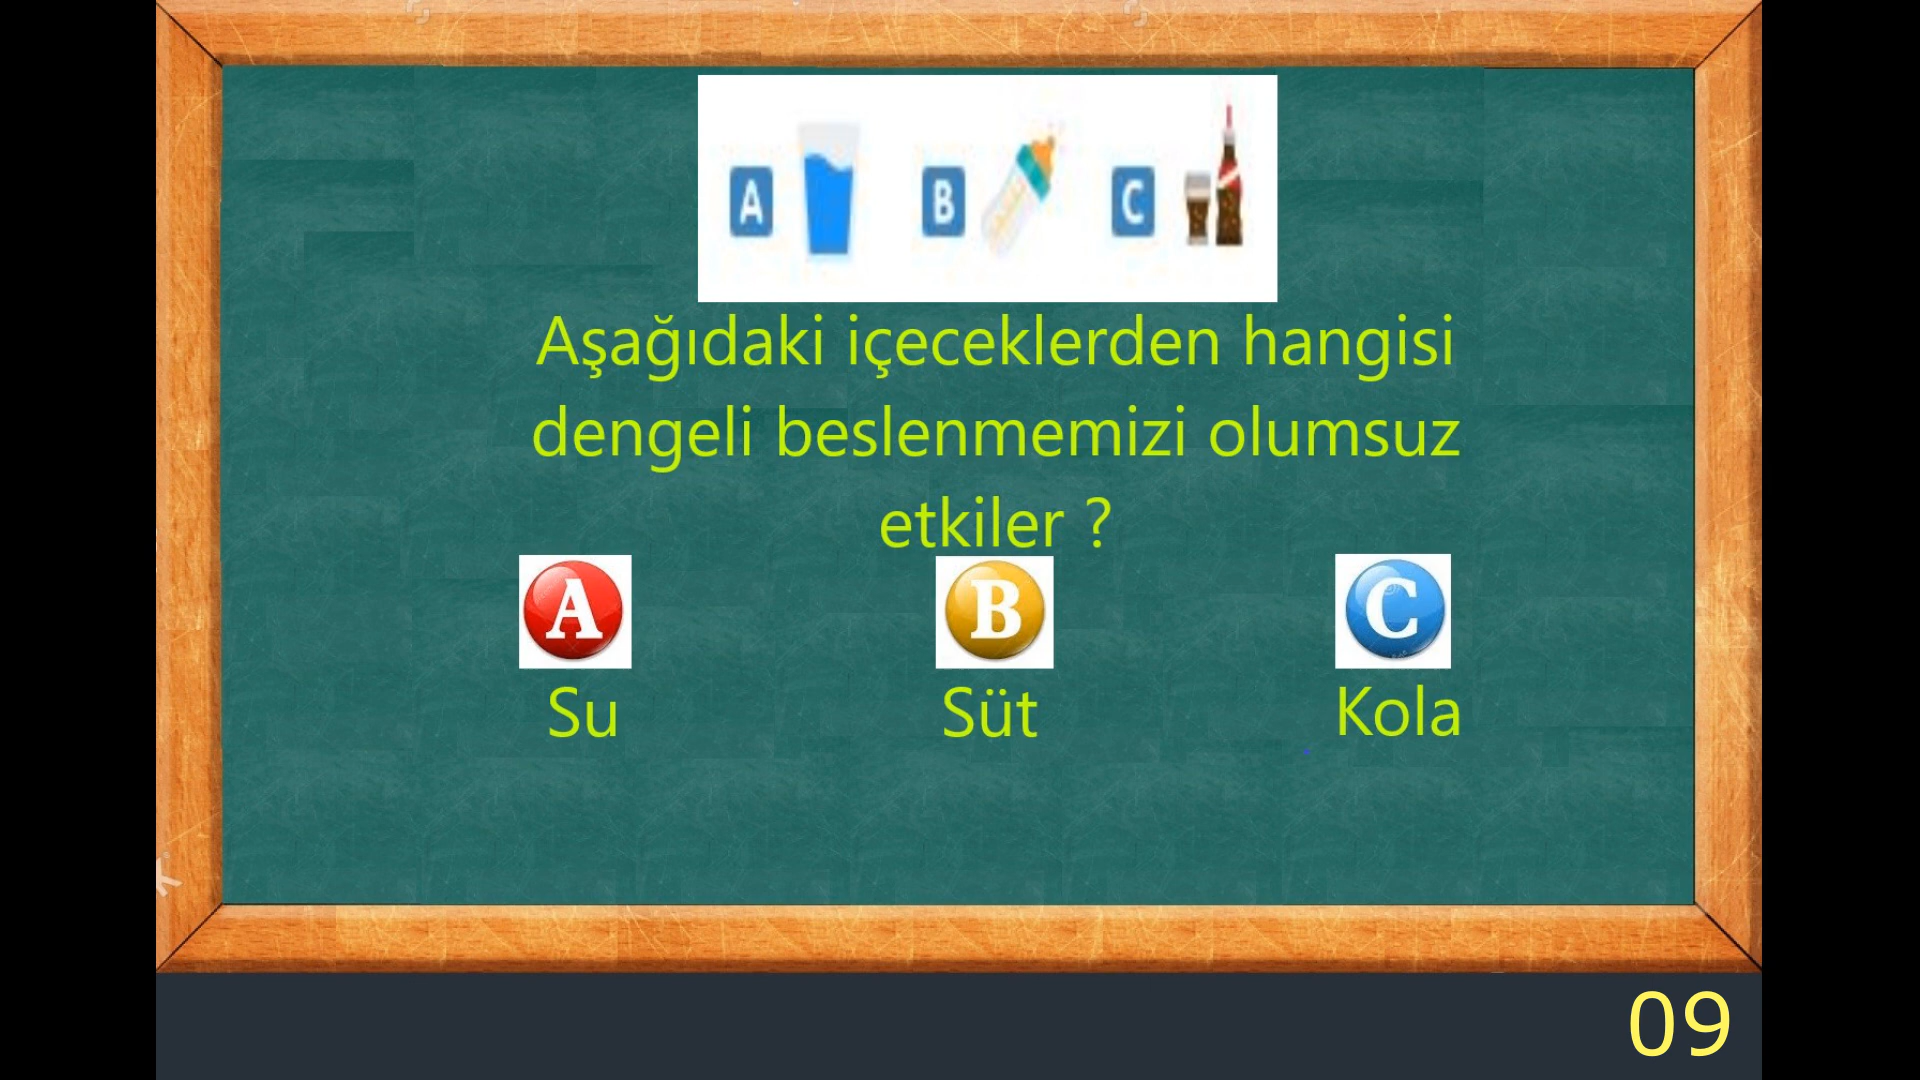 A B C
Aşağıdaki içeceklerden hangisi
dengeli beslenmemizi olumsuz
etkiler ?
A B C
Su Süt Kola
09